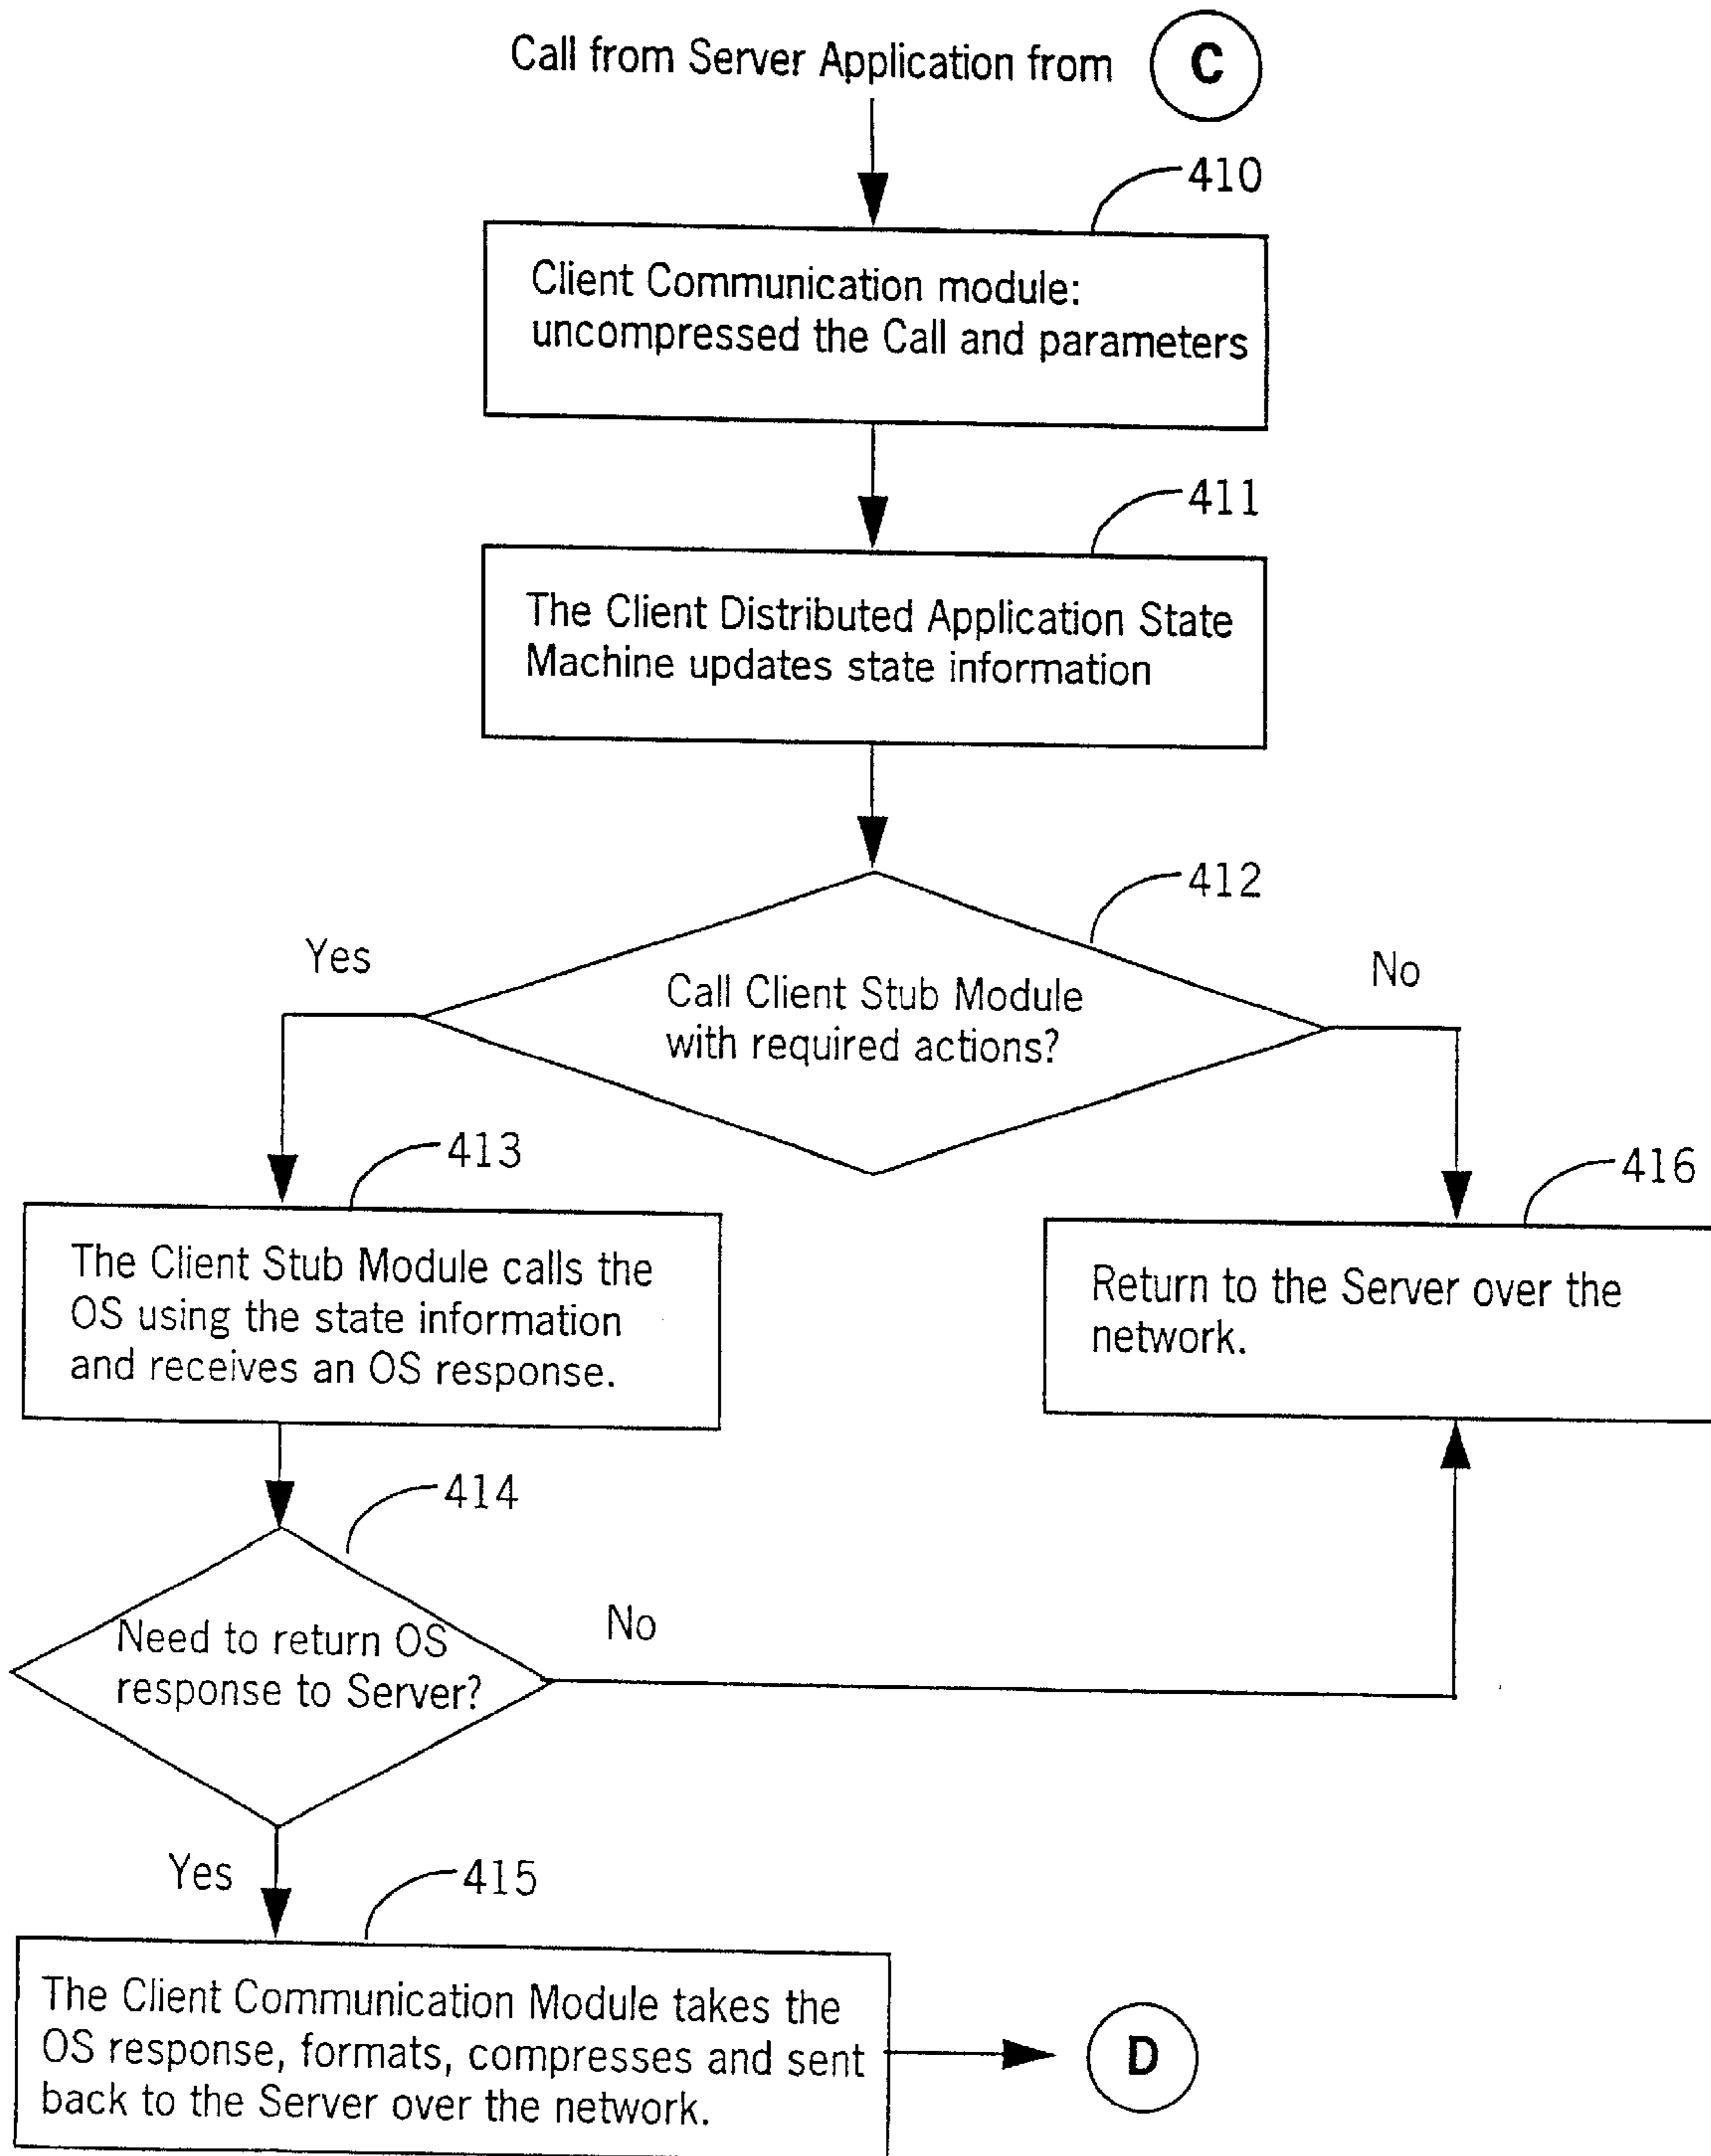 Call from Server Application from C
410
Client Communication module:
uncompressed the Call and parameters
411
The Client Distributed Application State
Machine updates state information
412
Yes
No
Call Client Stub Module
with required actions?
413
416
The Client Stub Module calls the
OS using the state information
and receives an OS response.
Return to the Server over the
network.
414
Need to return OS
response to Server?
No
Yes
415
The Client Communication Module takes the
OS response, formats, compresses and sent
back to the Server over the network.
D